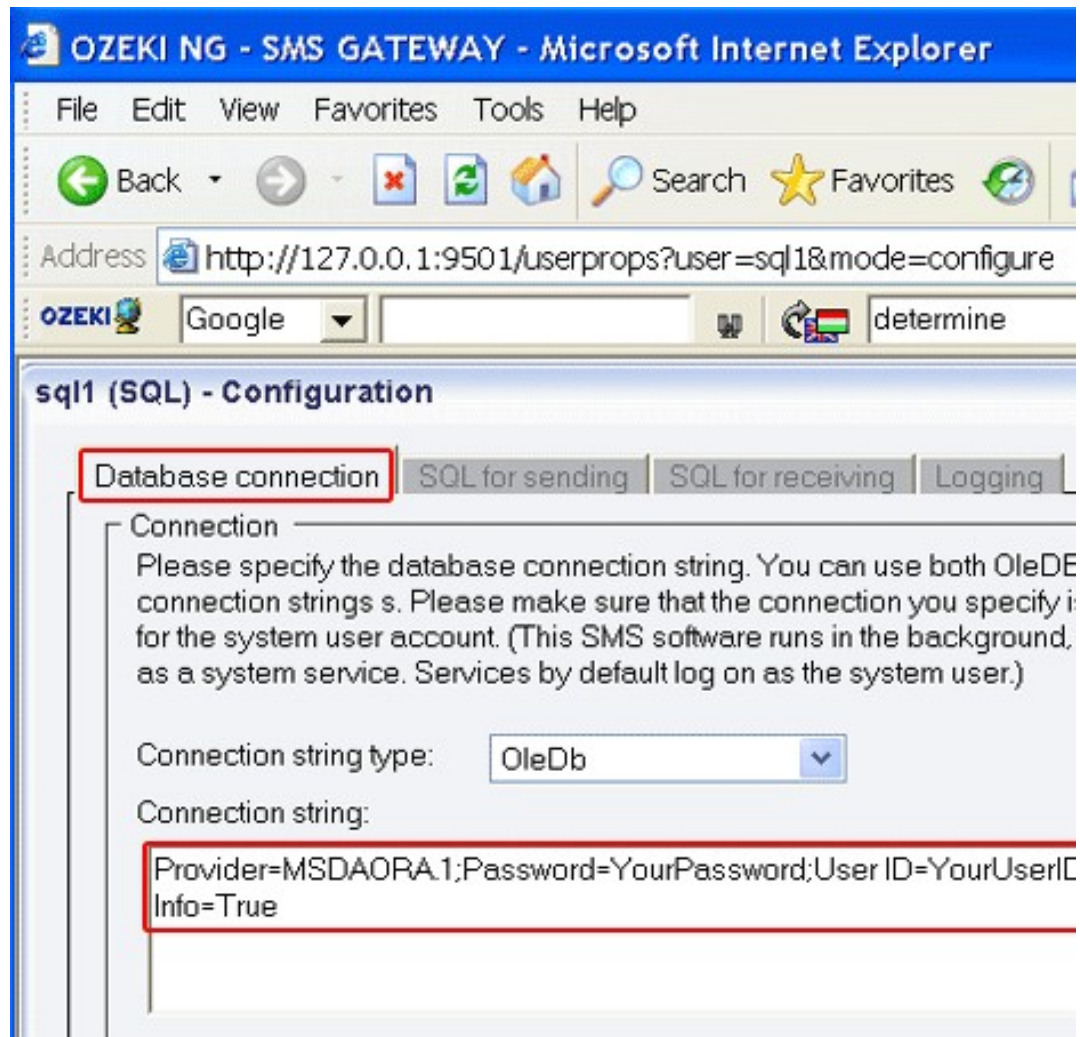 OZEKI NG - SMS GATEWAY - Microsoft Internet Explorer
File Edit View Favorites Tools Help
Back Search Favorites
Address http://127.0.0.1:9501/userprops?user=sql1&mode=configure
OZEKI Google determine
sql1 (SQL) - Configuration
Database connection SQL for sending SQL for receiving Logging
Connection
Please specify the database connection string. You can use both OleDB
connection strings s. Please make sure that the connection you specify is
for the system user account. (This SMS software runs in the background,
as a system service. Services by default log on as the system user.)
Connection string type: OleDb
Connection string:
Provider=MSDAORA.1;Password=YourPassword;User ID=YourUserID
Info=True